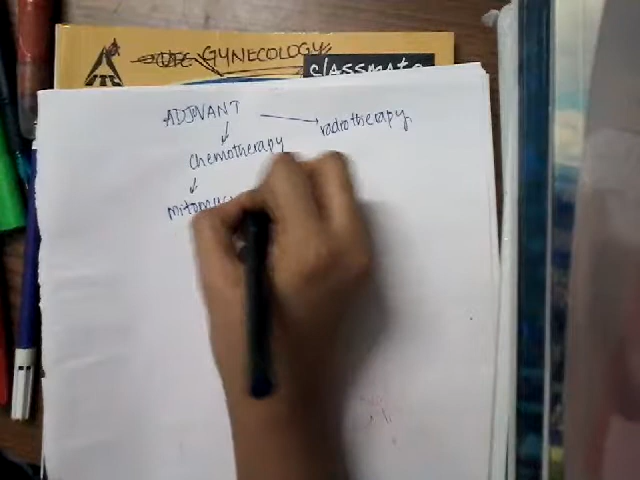 GYNECOLOGY
classmate
ADJUVANT
radiotherapy
chemotherapy